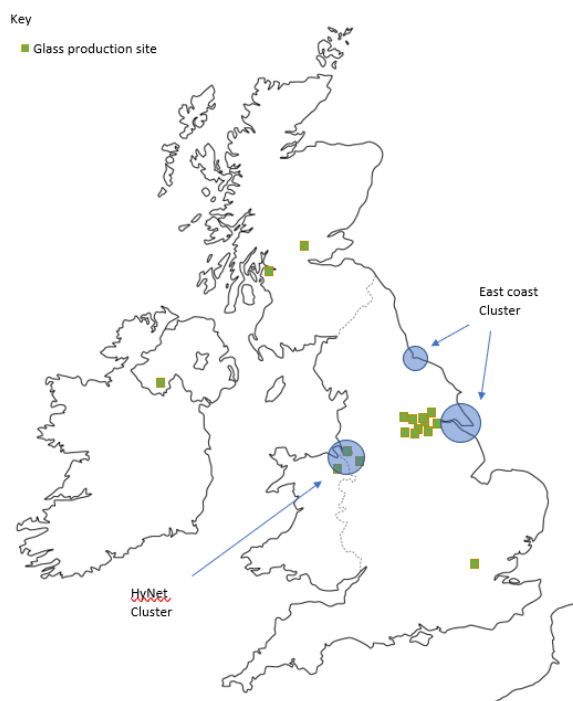 Key
Glass production site
East coast
Cluster
HyNet
Cluster